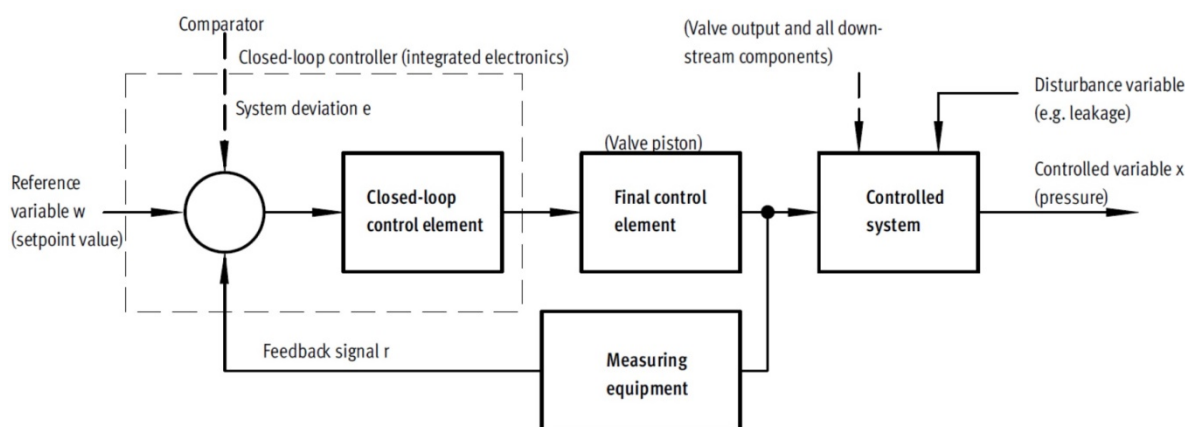 Comparator
Closed-loop controller (integrated electronics)
System deviation e
(Valve output and all down-
stream components)
Disturbance variable
(e.g. leakage)
Reference
variable w
(setpoint value)
Closed-loop
control element
(Valve piston)
Final control
element
Controlled
system
Controlled variable x
(pressure)
Feedback signal r
Measuring
equipment